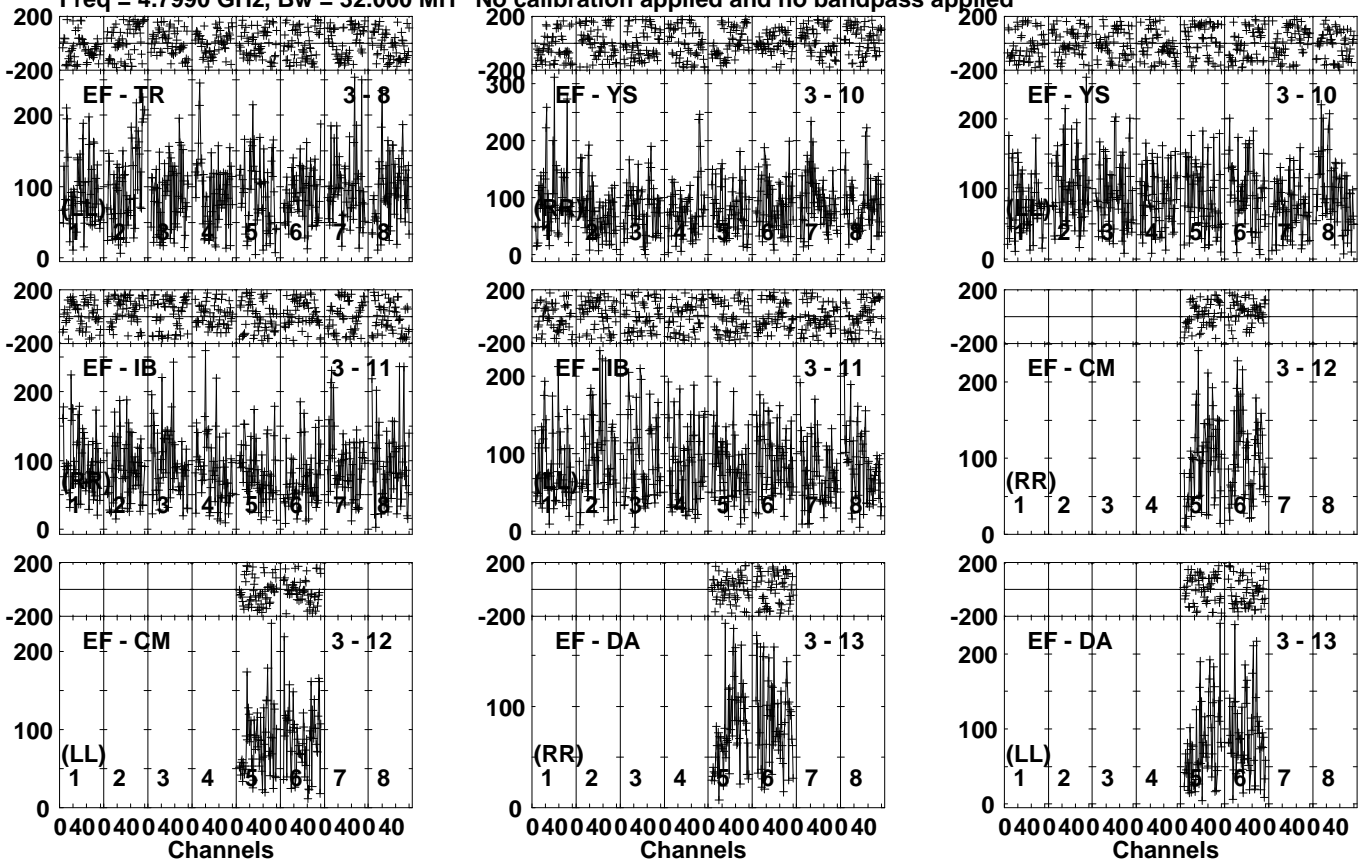 Freq = 4.7990 GHz, Bw = 32.000 MH No calibration applied and no bandpass applied
200 200 200
-200 -200 -200
EF - TR 3 - 8
200
100
0
(LL)
1 2 3 4 5 6 7 8
EF - YS 3 - 10
300
200
100
0
(RR)
1 2 3 4 5 6 7 8
EF - YS 3 - 10
200
100
0
(LL)
1 2 3 4 5 6 7 8
200 200 200
-200 -200 -200
EF - IB 3 - 11
200
100
0
(RR)
1 2 3 4 5 6 7 8
EF - IB 3 - 11
200
100
0
(LL)
1 2 3 4 5 6 7 8
EF - CM 3 - 12
200
100
0
(RR)
1 2 3 4 5 6 7 8
200 200 200
-200 -200 -200
EF - CM 3 - 12
200
100
0
(LL)
1 2 3 4 5 6 7 8
EF - DA 3 - 13
200
100
0
(RR)
1 2 3 4 5 6 7 8
EF - DA 3 - 13
200
100
0
(LL)
1 2 3 4 5 6 7 8
0 40 0 40 0 40 0 40 0 40 0 40 0 40 0 40
Channels
0 40 0 40 0 40 0 40 0 40 0 40 0 40 0 40
Channels
0 40 0 40 0 40 0 40 0 40 0 40 0 40 0 40
Channels